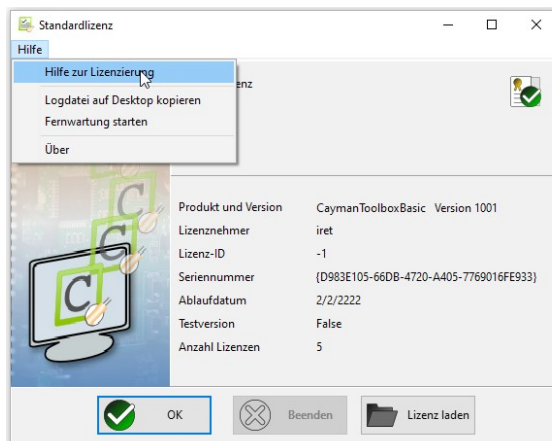 Standardlizenz
Hilfe
Hilfe zur Lizenzierung
Logdatei auf Desktop kopieren
Fernwartung starten
Über
enz
Produkt und Version CaymanToolboxBasic Version 1001
Lizenznehmer iret
Lizenz-ID -1
Seriennummer {D983E105-66DB-4720-A405-7769016FE933}
Ablaufdatum 2/2/2222
Testversion False
Anzahl Lizenzen 5
C
C
C
OK Beenden Lizenz laden